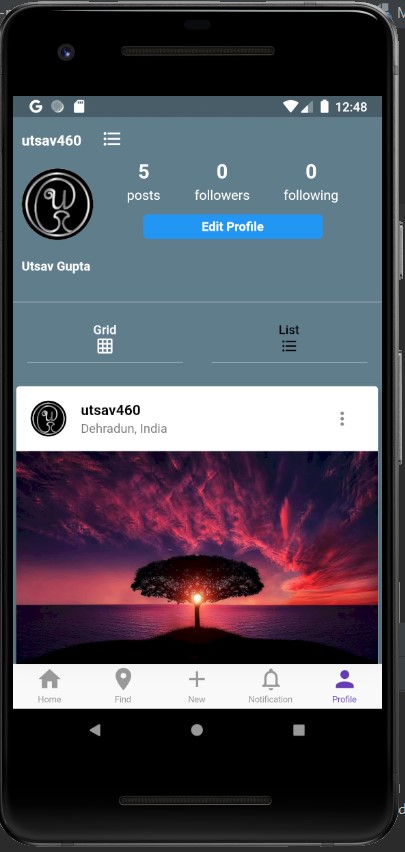 12:48
utsav460
5 0 0
posts followers following
Edit Profile
Utsav Gupta
Grid List
utsav460
Dehradun, India
Home Find New Notification Profile